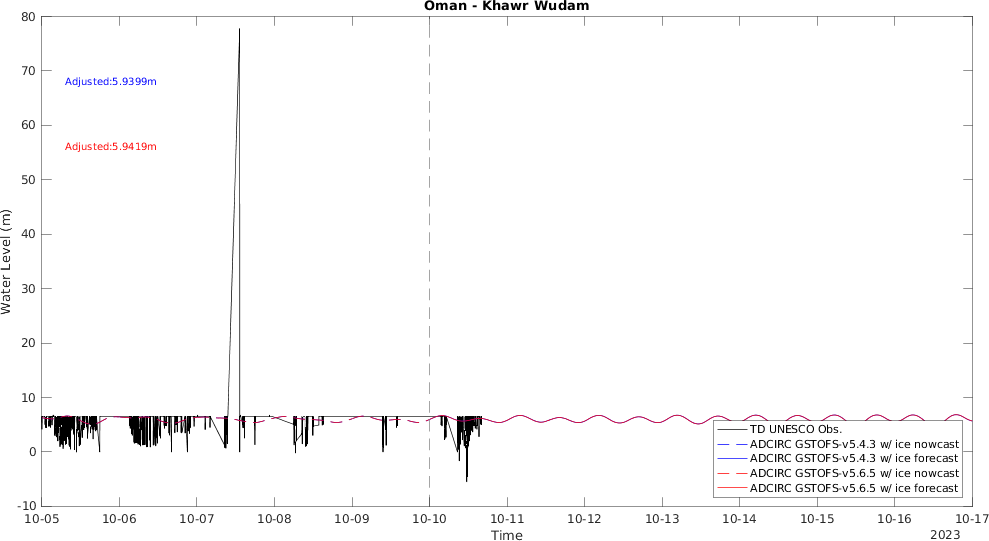 Oman - Khawr Wudam
80
70
60
50
40
30
20
10
0
-10
Water Level (m)
Adjusted:5.9399m
Adjusted:5.9419m
TD UNESCO Obs.
ADCIRC GSTOFS-v5.4.3 w/ ice nowcast
ADCIRC GSTOFS-v5.4.3 w/ ice forecast
ADCIRC GSTOFS-v5.6.5 w/ ice nowcast
ADCIRC GSTOFS-v5.6.5 w/ ice forecast
10-05 10-06 10-07 10-08 10-09 10-10 10-11 10-12 10-13 10-14 10-15 10-16 10-17
Time
2023